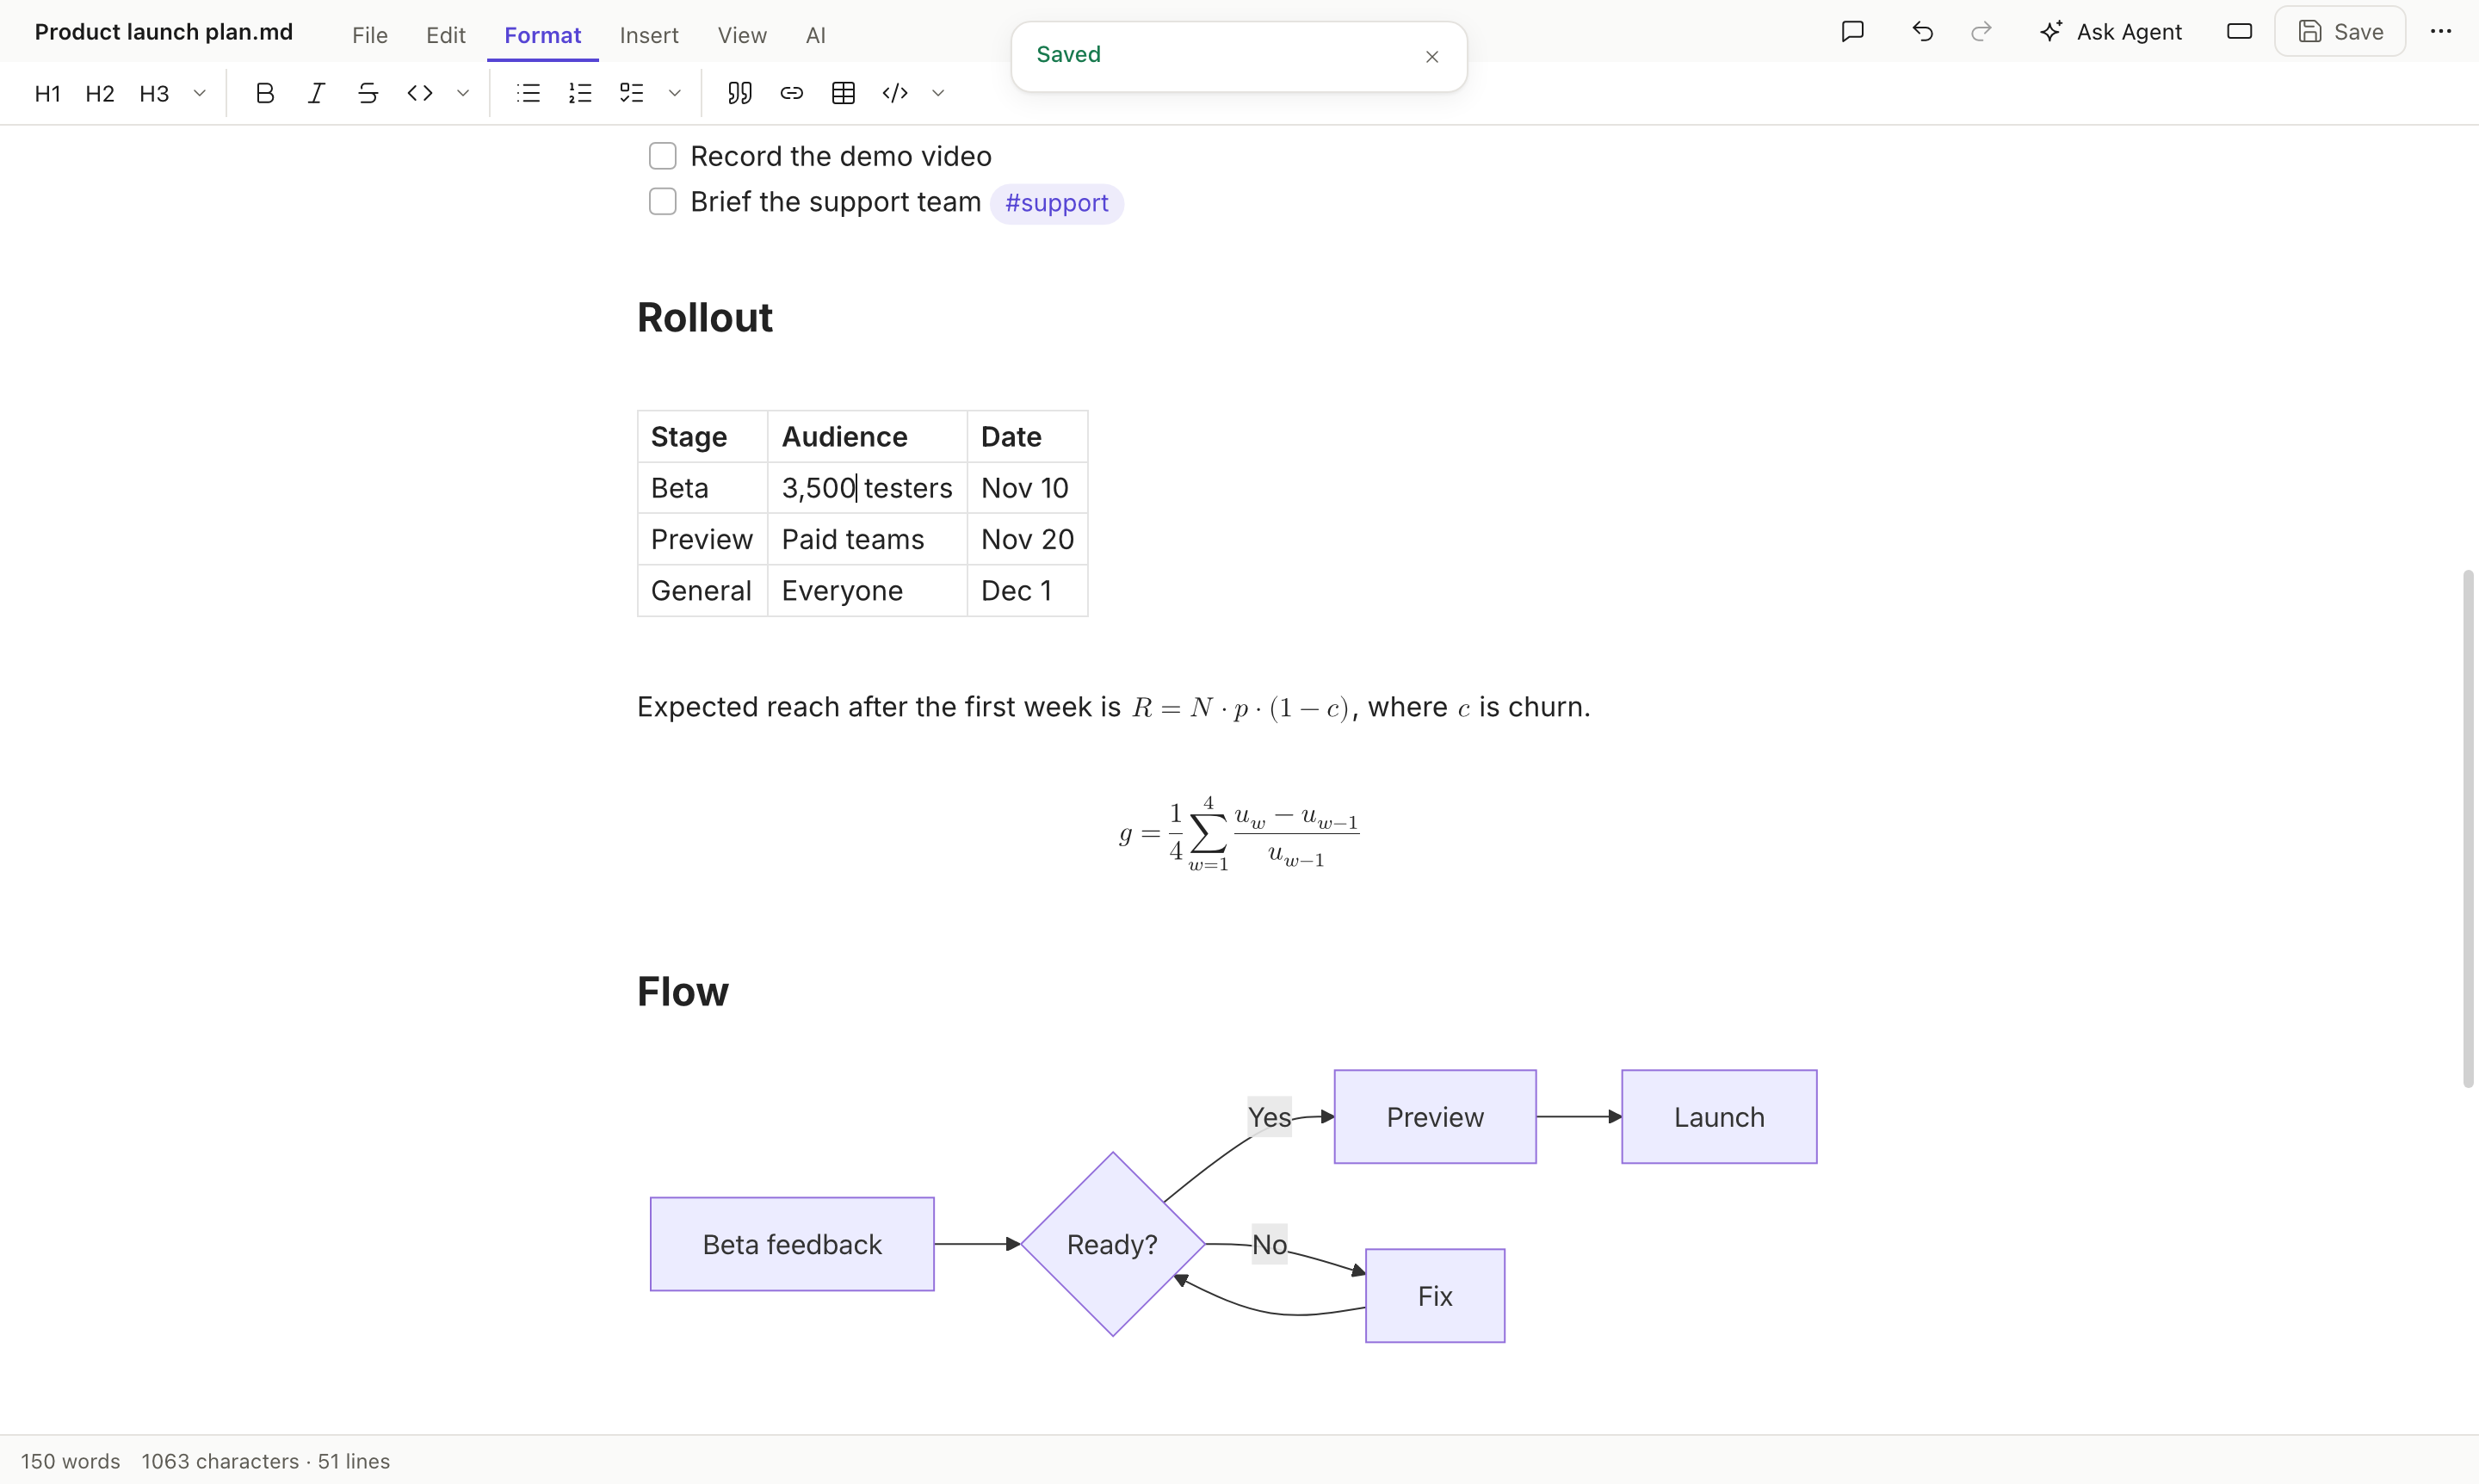 Product launch plan.md File Edit Format Insert View AI Ask Agent Save
Saved
H1 H2 H3
Record the demo video
Brief the support team #support
Rollout
Stage Audience Date
Beta 3,500 testers Nov 10
Preview Paid teams Nov 20
General Everyone Dec 1
Expected reach after the first week is R = N · p · (1 − c), where c is churn.
g = 1/4 ∑_{w=1}^{4} (u_w − u_{w−1}) / u_{w−1}
Flow
Yes Preview Launch
Beta feedback Ready? No
Fix
150 words 1063 characters · 51 lines